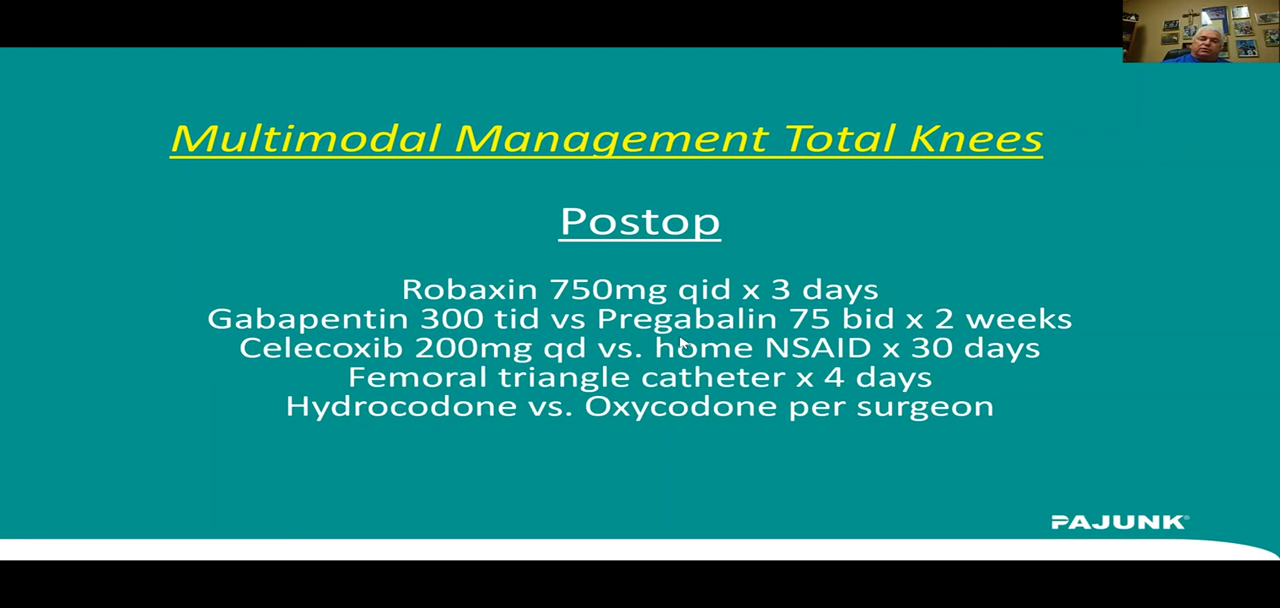 Multimodal Management Total Knees
Postop
Robaxin 750mg qid x 3 days
Gabapentin 300 tid vs Pregabalin 75 bid x 2 weeks
Celecoxib 200mg qd vs. home NSAID x 30 days
Femoral triangle catheter x 4 days
Hydrocodone vs. Oxycodone per surgeon
PAJUNK®